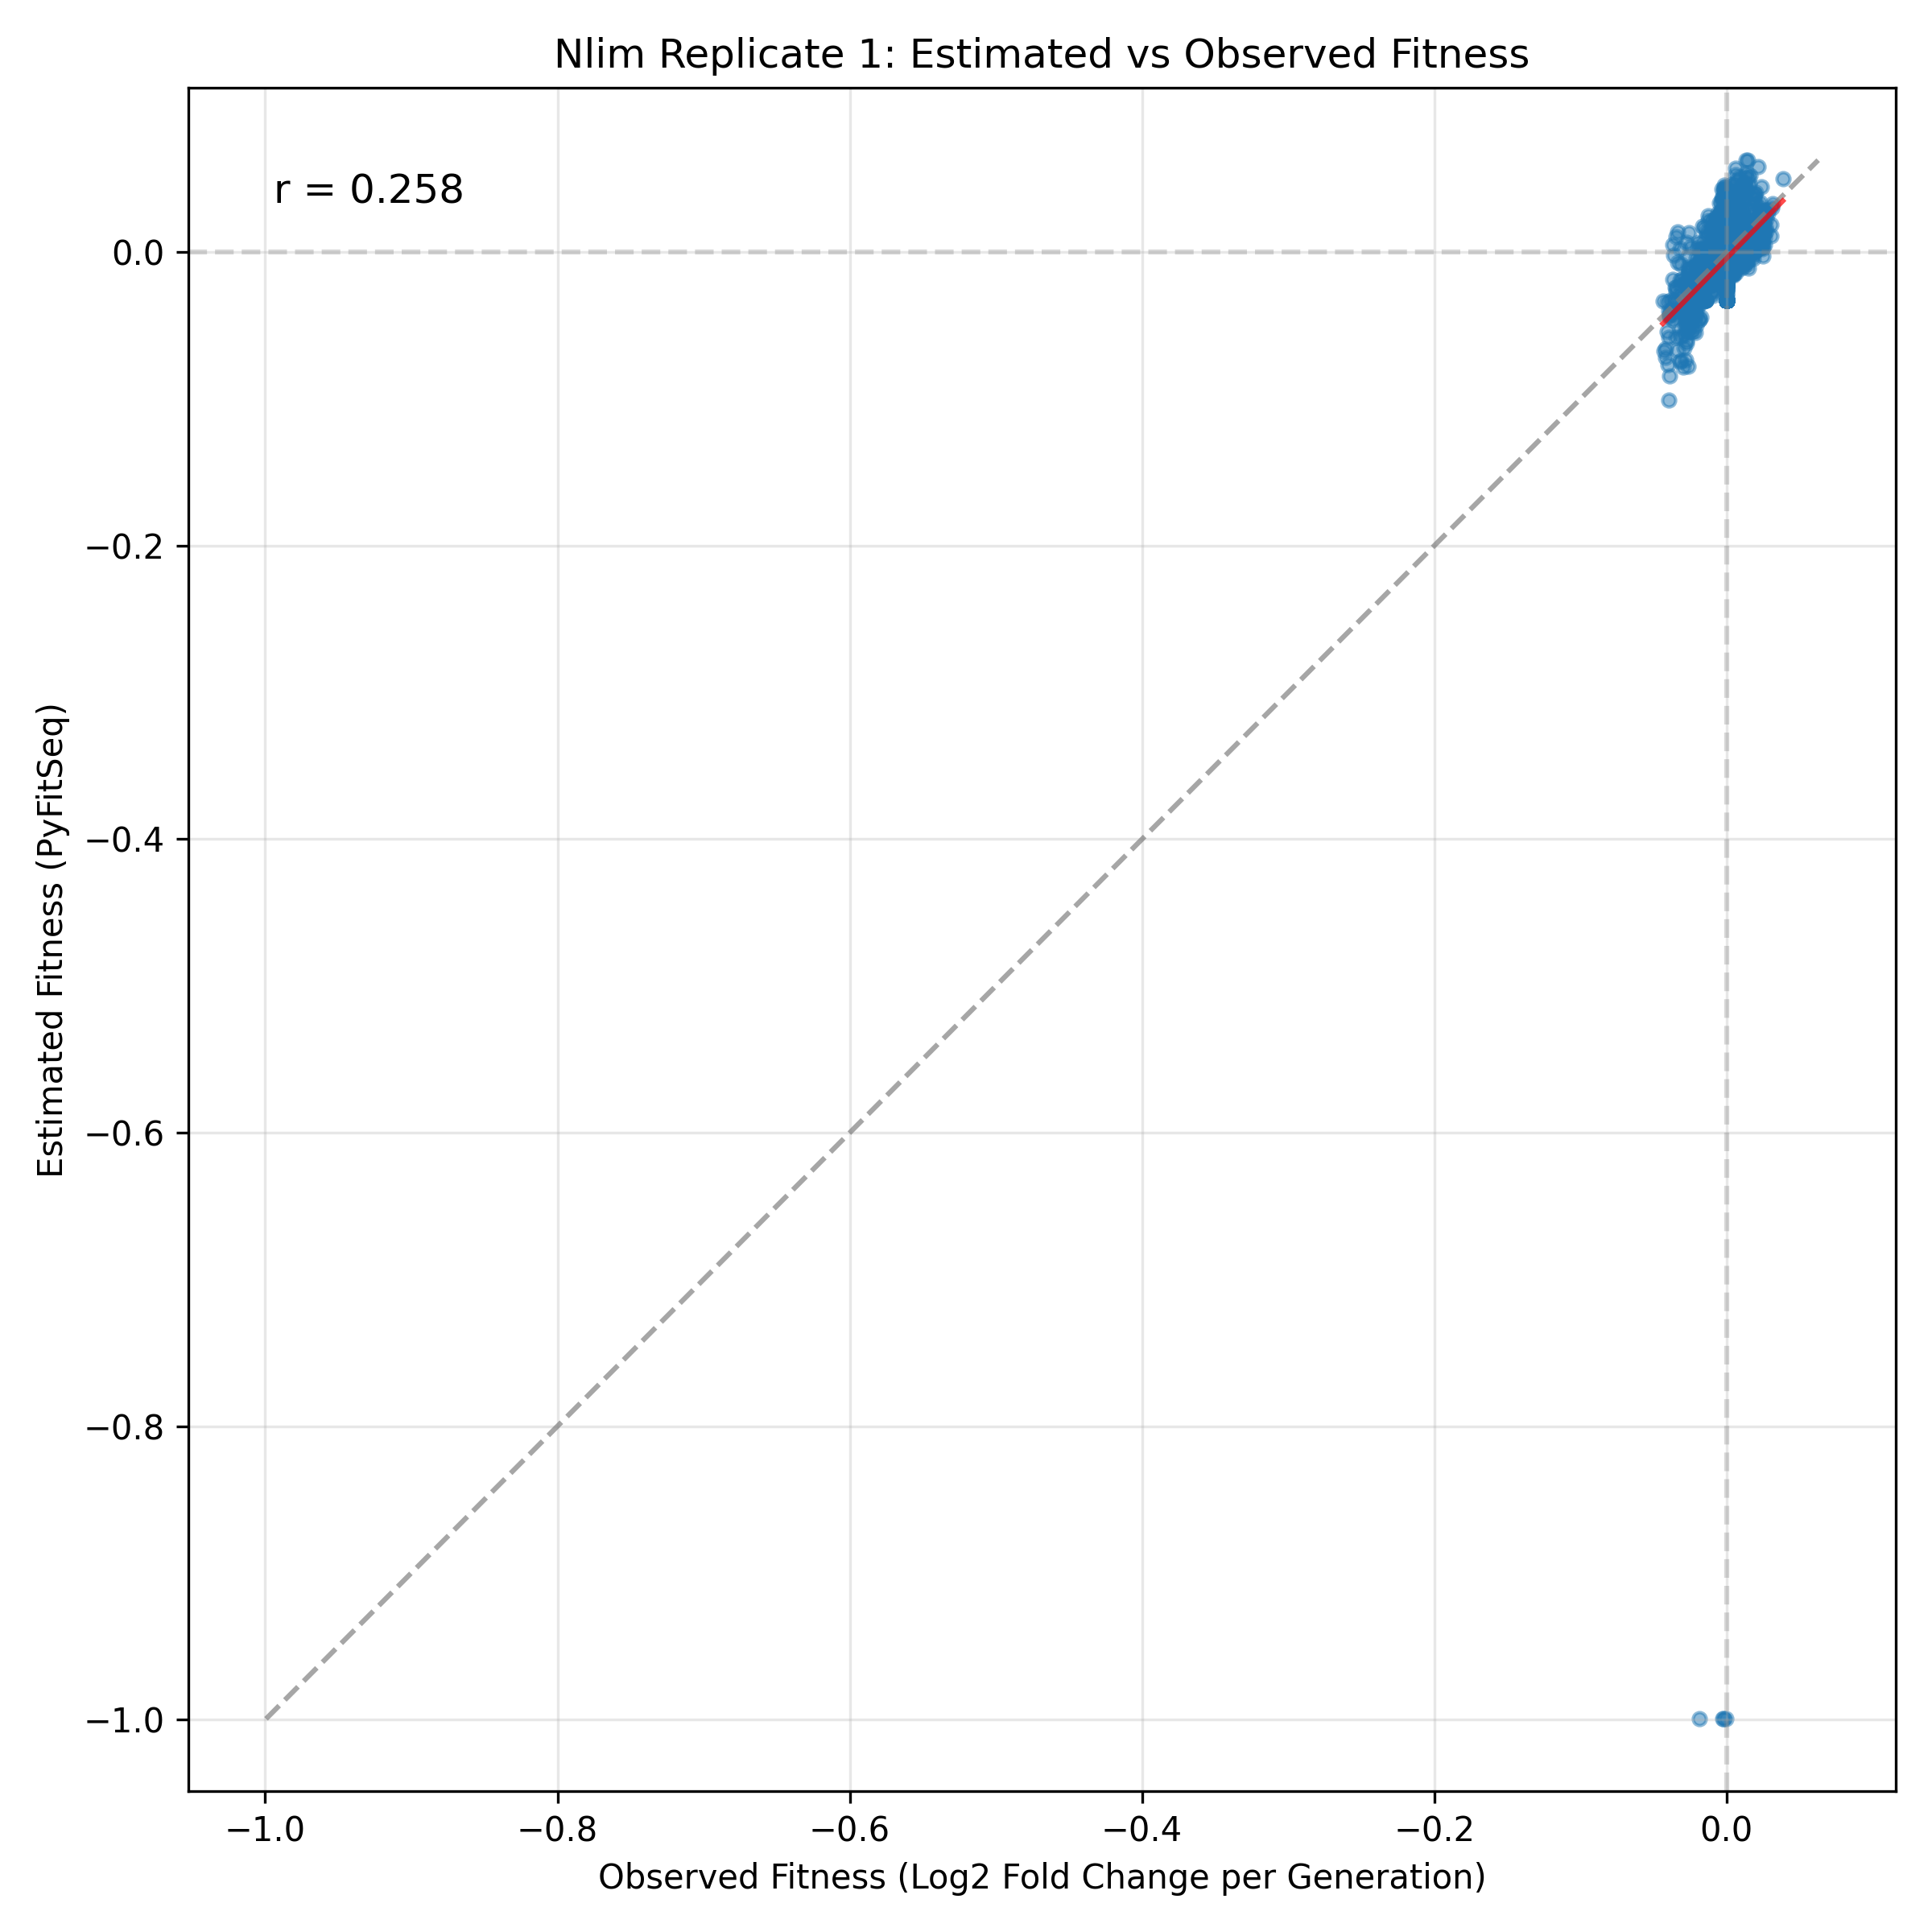 Nlim Replicate 1: Estimated vs Observed Fitness
r = 0.258
0.0
−0.2
−0.4
−0.6
−0.8
−1.0
Estimated Fitness (PyFitSeq)
−1.0 −0.8 −0.6 −0.4 −0.2 0.0
Observed Fitness (Log2 Fold Change per Generation)